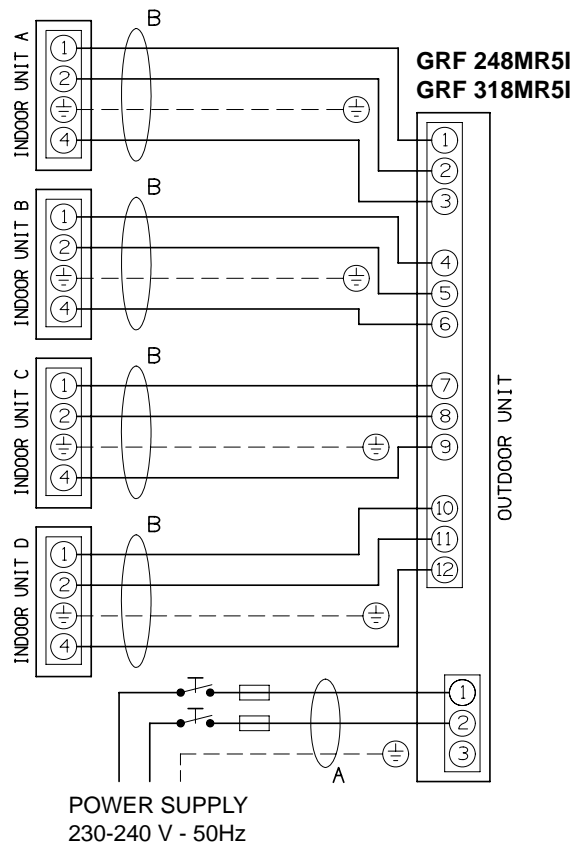 GRF 248MR5I
GRF 318MR5I
INDOOR UNIT A
1
2
4
B
INDOOR UNIT B
1
2
4
B
INDOOR UNIT C
1
2
4
B
INDOOR UNIT D
1
2
4
B
OUTDOOR UNIT
1
2
3
4
5
6
7
8
9
10
11
12
1
2
3
A
POWER SUPPLY
230-240 V - 50Hz